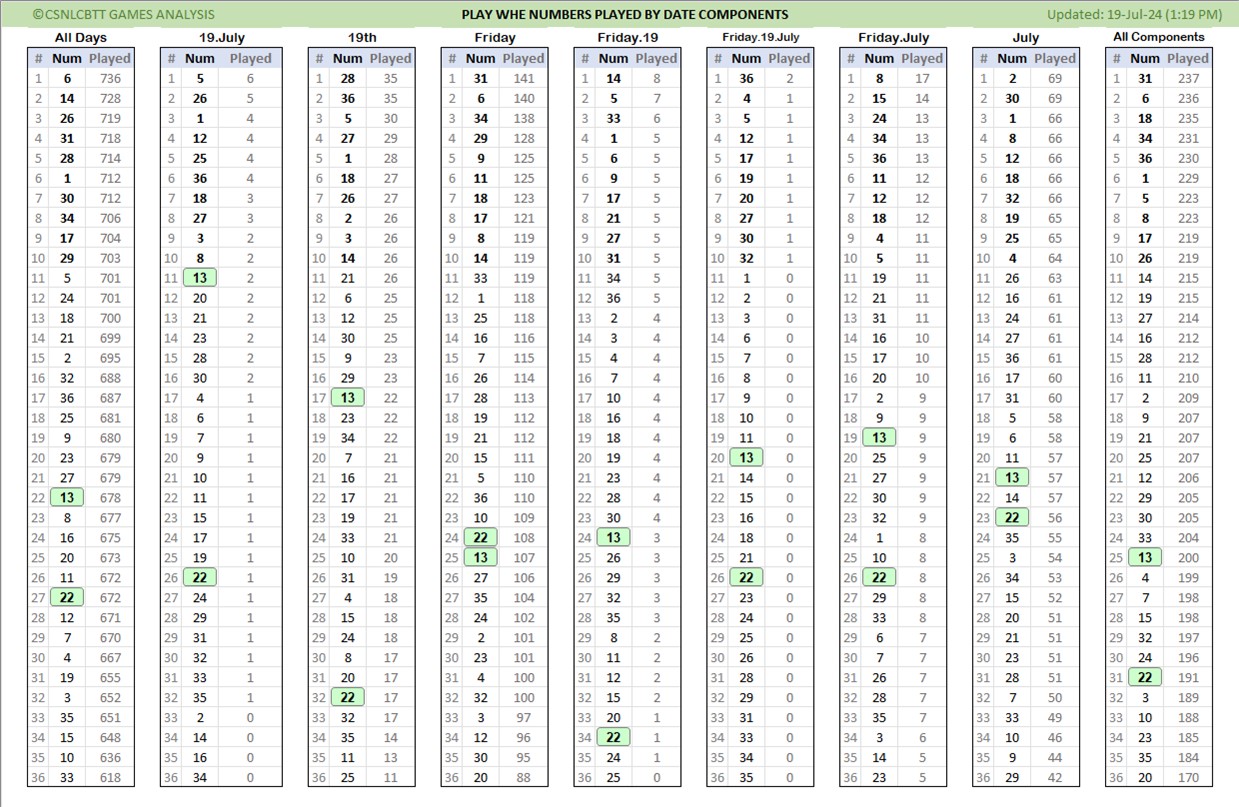 ©CSNLCBTT GAMES ANALYSIS PLAY WHE NUMBERS PLAYED BY DATE COMPONENTS Updated: 19-Jul-24 (1:19 PM)
All Days 19.July 19th Friday Friday.19 Friday.19.July Friday.July July All Components
# Num Played # Num Played # Num Played # Num Played # Num Played # Num Played # Num Played # Num Played # Num Played
1 6 736 1 5 6 1 28 35 1 31 141 1 14 8 1 36 2 1 8 17 1 2 69 1 31 237
2 14 728 2 26 5 2 36 35 2 6 140 2 5 7 2 4 1 2 15 14 2 30 69 2 6 236
3 26 719 3 1 4 3 5 30 3 34 138 3 33 6 3 5 1 3 24 13 3 1 66 3 18 235
4 31 718 4 12 4 4 27 29 4 29 128 4 1 5 4 12 1 4 34 13 4 8 66 4 34 231
5 28 714 5 25 4 5 1 28 5 9 125 5 6 5 5 17 1 5 36 13 5 12 66 5 36 230
6 1 712 6 36 4 6 18 27 6 11 125 6 9 5 6 19 1 6 11 12 6 18 66 6 1 229
7 30 712 7 18 3 7 26 27 7 18 123 7 17 5 7 20 1 7 12 12 7 32 66 7 5 223
8 34 706 8 27 3 8 2 26 8 17 121 8 21 5 8 27 1 8 18 12 8 19 65 8 8 223
9 17 704 9 3 2 9 3 26 9 8 119 9 27 5 9 30 1 9 4 11 9 25 65 9 17 219
10 29 703 10 8 2 10 14 26 10 14 119 10 31 5 10 32 1 10 5 11 10 4 64 10 26 219
11 5 701 11 13 2 11 21 26 11 33 119 11 34 5 11 1 0 11 19 11 11 26 63 11 14 215
12 24 701 12 20 2 12 6 25 12 1 118 12 36 5 12 2 0 12 21 11 12 16 61 12 19 215
13 18 700 13 21 2 13 12 25 13 25 118 13 2 4 13 3 0 13 31 11 13 24 61 13 27 214
14 21 699 14 23 2 14 30 25 14 16 116 14 3 4 14 6 0 14 16 10 14 27 61 14 16 212
15 2 695 15 28 2 15 9 23 15 7 115 15 4 4 15 7 0 15 17 10 15 36 61 15 28 212
16 32 688 16 30 2 16 29 23 16 26 114 16 7 4 16 8 0 16 20 10 16 17 60 16 11 210
17 36 687 17 4 1 17 13 22 17 28 113 17 10 4 17 9 0 17 2 9 17 31 60 17 2 209
18 25 681 18 6 1 18 23 22 18 19 112 18 16 4 18 10 0 18 9 9 18 5 58 18 9 207
19 9 680 19 7 1 19 34 22 19 21 112 19 18 4 19 11 0 19 13 9 19 6 58 19 21 207
20 23 679 20 9 1 20 7 21 20 15 111 20 19 4 20 13 0 20 25 9 20 11 57 20 25 207
21 27 679 21 10 1 21 16 21 21 5 110 21 23 4 21 14 0 21 27 9 21 13 57 21 12 206
22 13 678 22 11 1 22 17 21 22 36 110 22 28 4 22 15 0 22 30 9 22 14 57 22 29 205
23 8 677 23 15 1 23 19 21 23 10 109 23 30 4 23 16 0 23 32 9 23 22 56 23 30 205
24 16 675 24 17 1 24 33 21 24 22 108 24 13 3 24 18 0 24 1 8 24 35 55 24 33 204
25 20 673 25 19 1 25 10 20 25 13 107 25 26 3 25 21 0 25 10 8 25 3 54 25 13 200
26 11 672 26 22 1 26 31 19 26 27 106 26 29 3 26 22 0 26 22 8 26 34 53 26 4 199
27 22 672 27 24 1 27 4 18 27 35 104 27 32 3 27 23 0 27 29 8 27 15 52 27 7 198
28 12 671 28 29 1 28 15 18 28 24 102 28 35 3 28 24 0 28 33 8 28 20 51 28 15 198
29 7 670 29 31 1 29 24 18 29 2 101 29 8 2 29 25 0 29 6 7 29 21 51 29 32 197
30 4 667 30 32 1 30 8 17 30 23 101 30 11 2 30 26 0 30 7 7 30 23 51 30 24 196
31 19 655 31 33 1 31 20 17 31 4 100 31 12 2 31 28 0 31 26 7 31 28 51 31 22 191
32 3 652 32 35 1 32 22 17 32 32 100 32 15 2 32 29 0 32 28 7 32 7 50 32 3 189
33 35 651 33 2 0 33 32 17 33 3 97 33 20 1 33 31 0 33 35 7 33 33 49 33 10 188
34 15 648 34 14 0 34 35 14 34 12 96 34 22 1 34 33 0 34 3 6 34 10 46 34 23 185
35 10 636 35 16 0 35 11 13 35 30 95 35 24 1 35 34 0 35 14 5 35 9 44 35 35 184
36 33 618 36 34 0 36 25 11 36 20 88 36 25 0 36 35 0 36 23 5 36 29 42 36 20 170